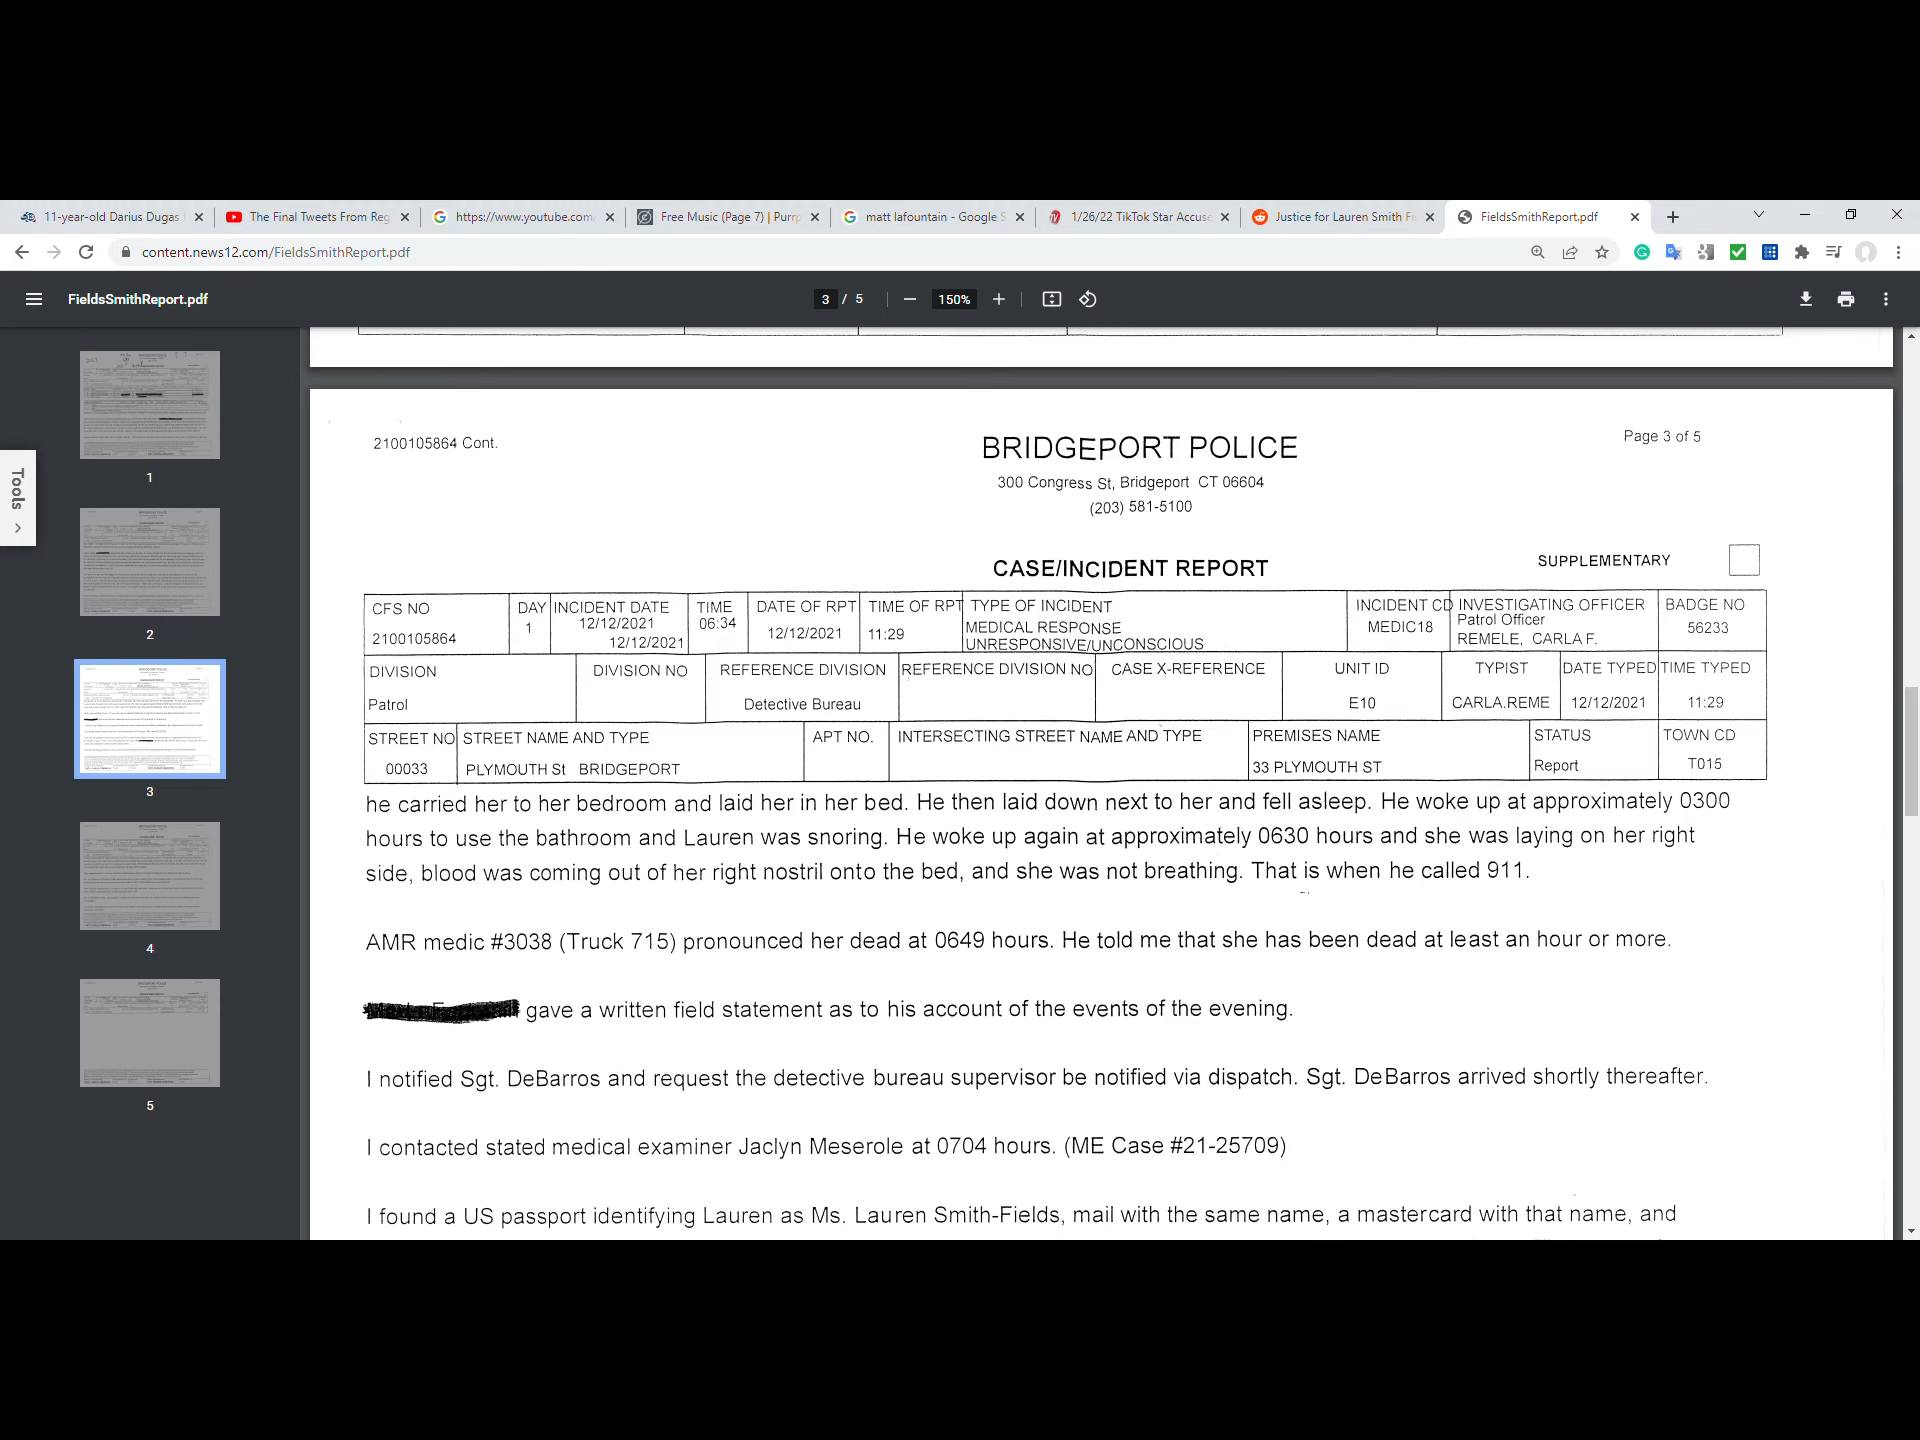 11-year-old Darius Dugas
The Final Tweets From Reg
https://www.youtube.com/
Free Music (Page 7) | Purrp
matt lafountain - Google S
1/26/22 TikTok Star Accuse
Justice for Lauren Smith Fi
FieldsSmithReport.pdf
content.news12.com/FieldsSmithReport.pdf
FieldsSmithReport.pdf
3 / 5
150%
Tools
1
2
3
4
5
2100105864 Cont.
BRIDGEPORT POLICE
Page 3 of 5
300 Congress St, Bridgeport CT 06604
(203) 581-5100
CASE/INCIDENT REPORT
SUPPLEMENTARY
CFS NO DAY INCIDENT DATE TIME DATE OF RPT TIME OF RPT TYPE OF INCIDENT INCIDENT CD INVESTIGATING OFFICER BADGE NO
2100105864 1 12/12/2021 06:34 12/12/2021 11:29 MEDICAL RESPONSE MEDIC18 Patrol Officer 56233
12/12/2021 UNRESPONSIVE/UNCONSCIOUS REMELE, CARLA F.
DIVISION DIVISION NO REFERENCE DIVISION REFERENCE DIVISION NO CASE X-REFERENCE UNIT ID TYPIST DATE TYPED TIME TYPED
Patrol Detective Bureau E10 CARLA.REME 12/12/2021 11:29
STREET NO STREET NAME AND TYPE APT NO. INTERSECTING STREET NAME AND TYPE PREMISES NAME STATUS TOWN CD
00033 PLYMOUTH St BRIDGEPORT 33 PLYMOUTH ST Report T015
he carried her to her bedroom and laid her in her bed. He then laid down next to her and fell asleep. He woke up at approximately 0300
hours to use the bathroom and Lauren was snoring. He woke up again at approximately 0630 hours and she was laying on her right
side, blood was coming out of her right nostril onto the bed, and she was not breathing. That is when he called 911.
AMR medic #3038 (Truck 715) pronounced her dead at 0649 hours. He told me that she has been dead at least an hour or more.
gave a written field statement as to his account of the events of the evening.
I notified Sgt. DeBarros and request the detective bureau supervisor be notified via dispatch. Sgt. DeBarros arrived shortly thereafter.
I contacted stated medical examiner Jaclyn Meserole at 0704 hours. (ME Case #21-25709)
I found a US passport identifying Lauren as Ms. Lauren Smith-Fields, mail with the same name, a mastercard with that name, and